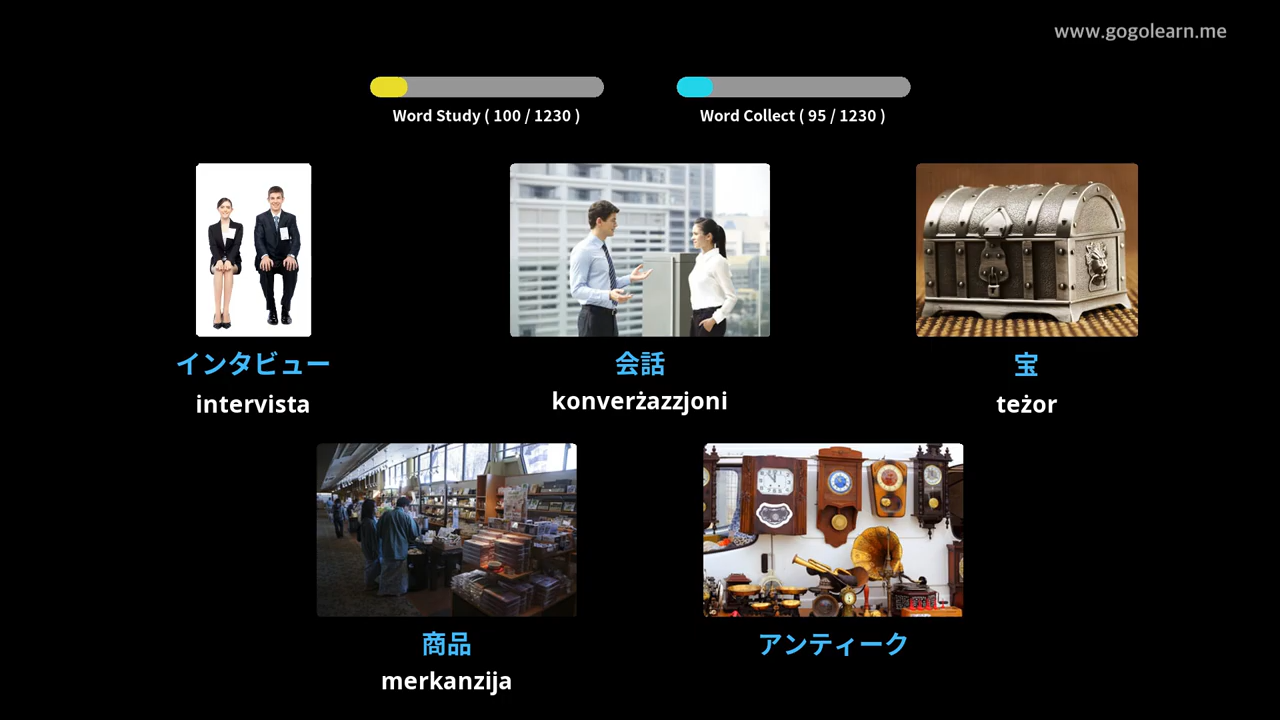 www.gogolearn.me
Word Study ( 100 / 1230 )
Word Collect ( 95 / 1230 )
インタビュー
intervista
会話
konverżazzjoni
宝
teżor
商品
merkanzija
アンティーク